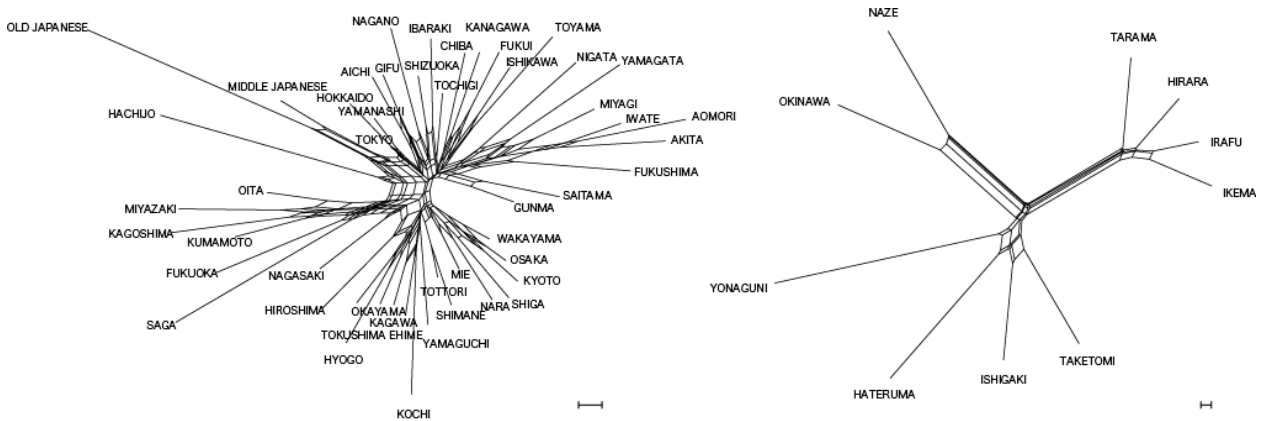 NAZE
NAGANO
IBARAKI
KANAGAWA
TOYAMA
OLD JAPANESE
TARAMA
CHIBA
FUKUI
NIGATA
YAMAGATA
AICHI
GIFU
SHIZUOKA
ISHIKAWA
HIRARA
MIDDLE JAPANESE
TOCHIGI
HOKKAIDO
MIYAGI
OKINAWA
HACHIJO
YAMANASHI
IWATE
AOMORI
TOKYO
AKITA
IRAFU
FUKUSHIMA
OITA
SAITAMA
IKEMA
MIYAZAKI
GUNMA
KAGOSHIMA
KUMAMOTO
WAKAYAMA
OSAKA
FUKUOKA
NAGASAKI
MIE
KYOTO
YONAGUNI
TOTTORI
HIROSHIMA
OKAYAMA
NARA
SHIGA
SAGA
KAGAWA
SHIMANE
TOKUSHIMA
EHIME
YAMAGUCHI
HYOGO
TAKETOMI
ISHIGAKI
HATERUMA
KOCHI